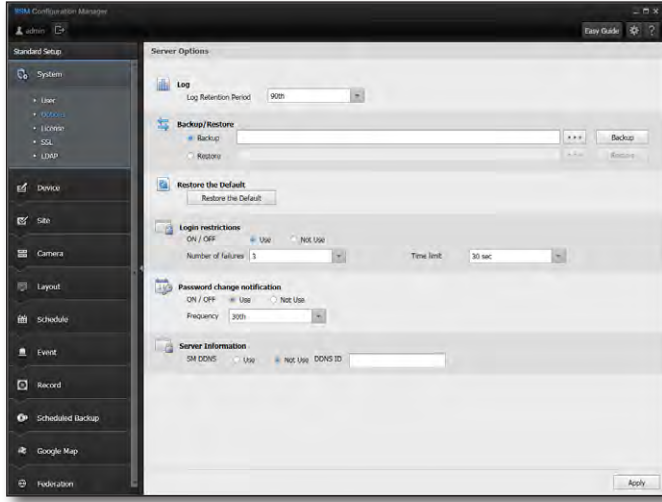 SSM Configuration Manager
admin
Easy Guide ?
Standard Setup
System
User
Options
License
SSL
LDAP
Device
Site
Camera
Layout
Schedule
Event
Record
Scheduled Backup
Google Map
Federation
Server Options
Log
Log Retention Period 90th
Backup/Restore
Backup ... Backup
Restore ... Restore
Restore the Default
Restore the Default
Login restrictions
ON / OFF Use Not Use
Number of failures 3 Time limit 30 sec
Password change notification
ON / OFF Use Not Use
Frequency 30th
Server Information
SM DDNS Use Not Use DDNS ID
Apply